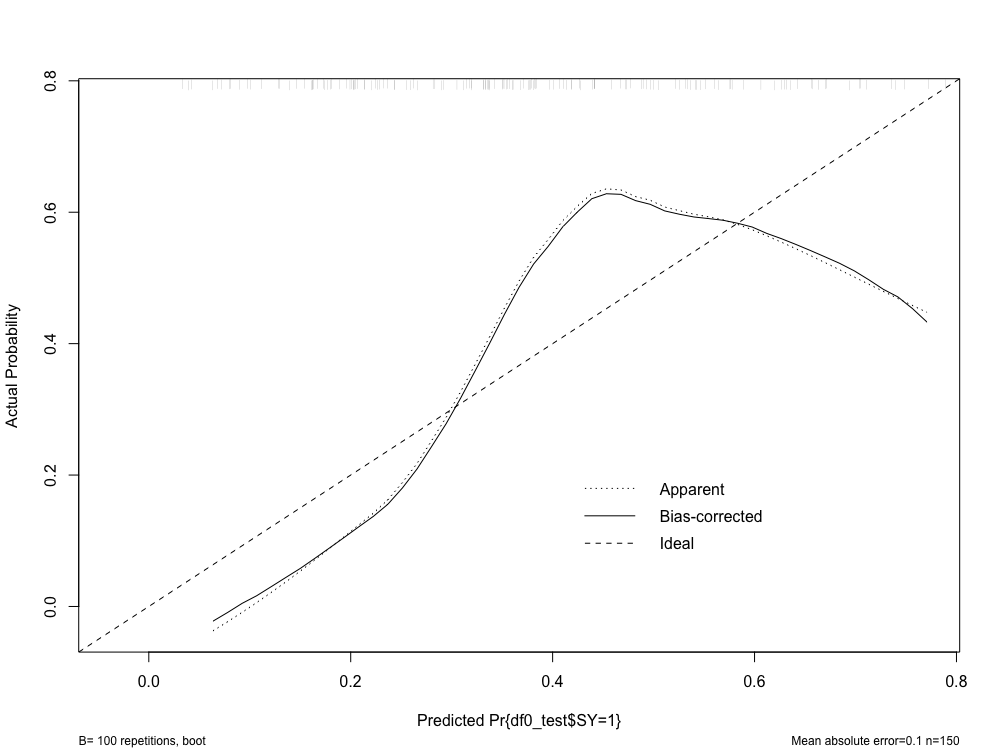 0.8
0.6
0.4
0.2
0.0
Actual Probability
Apparent
Bias-corrected
Ideal
0.0 0.2 0.4 0.6 0.8
Predicted Pr{df0_test$SY=1}
B= 100 repetitions, boot
Mean absolute error=0.1 n=150